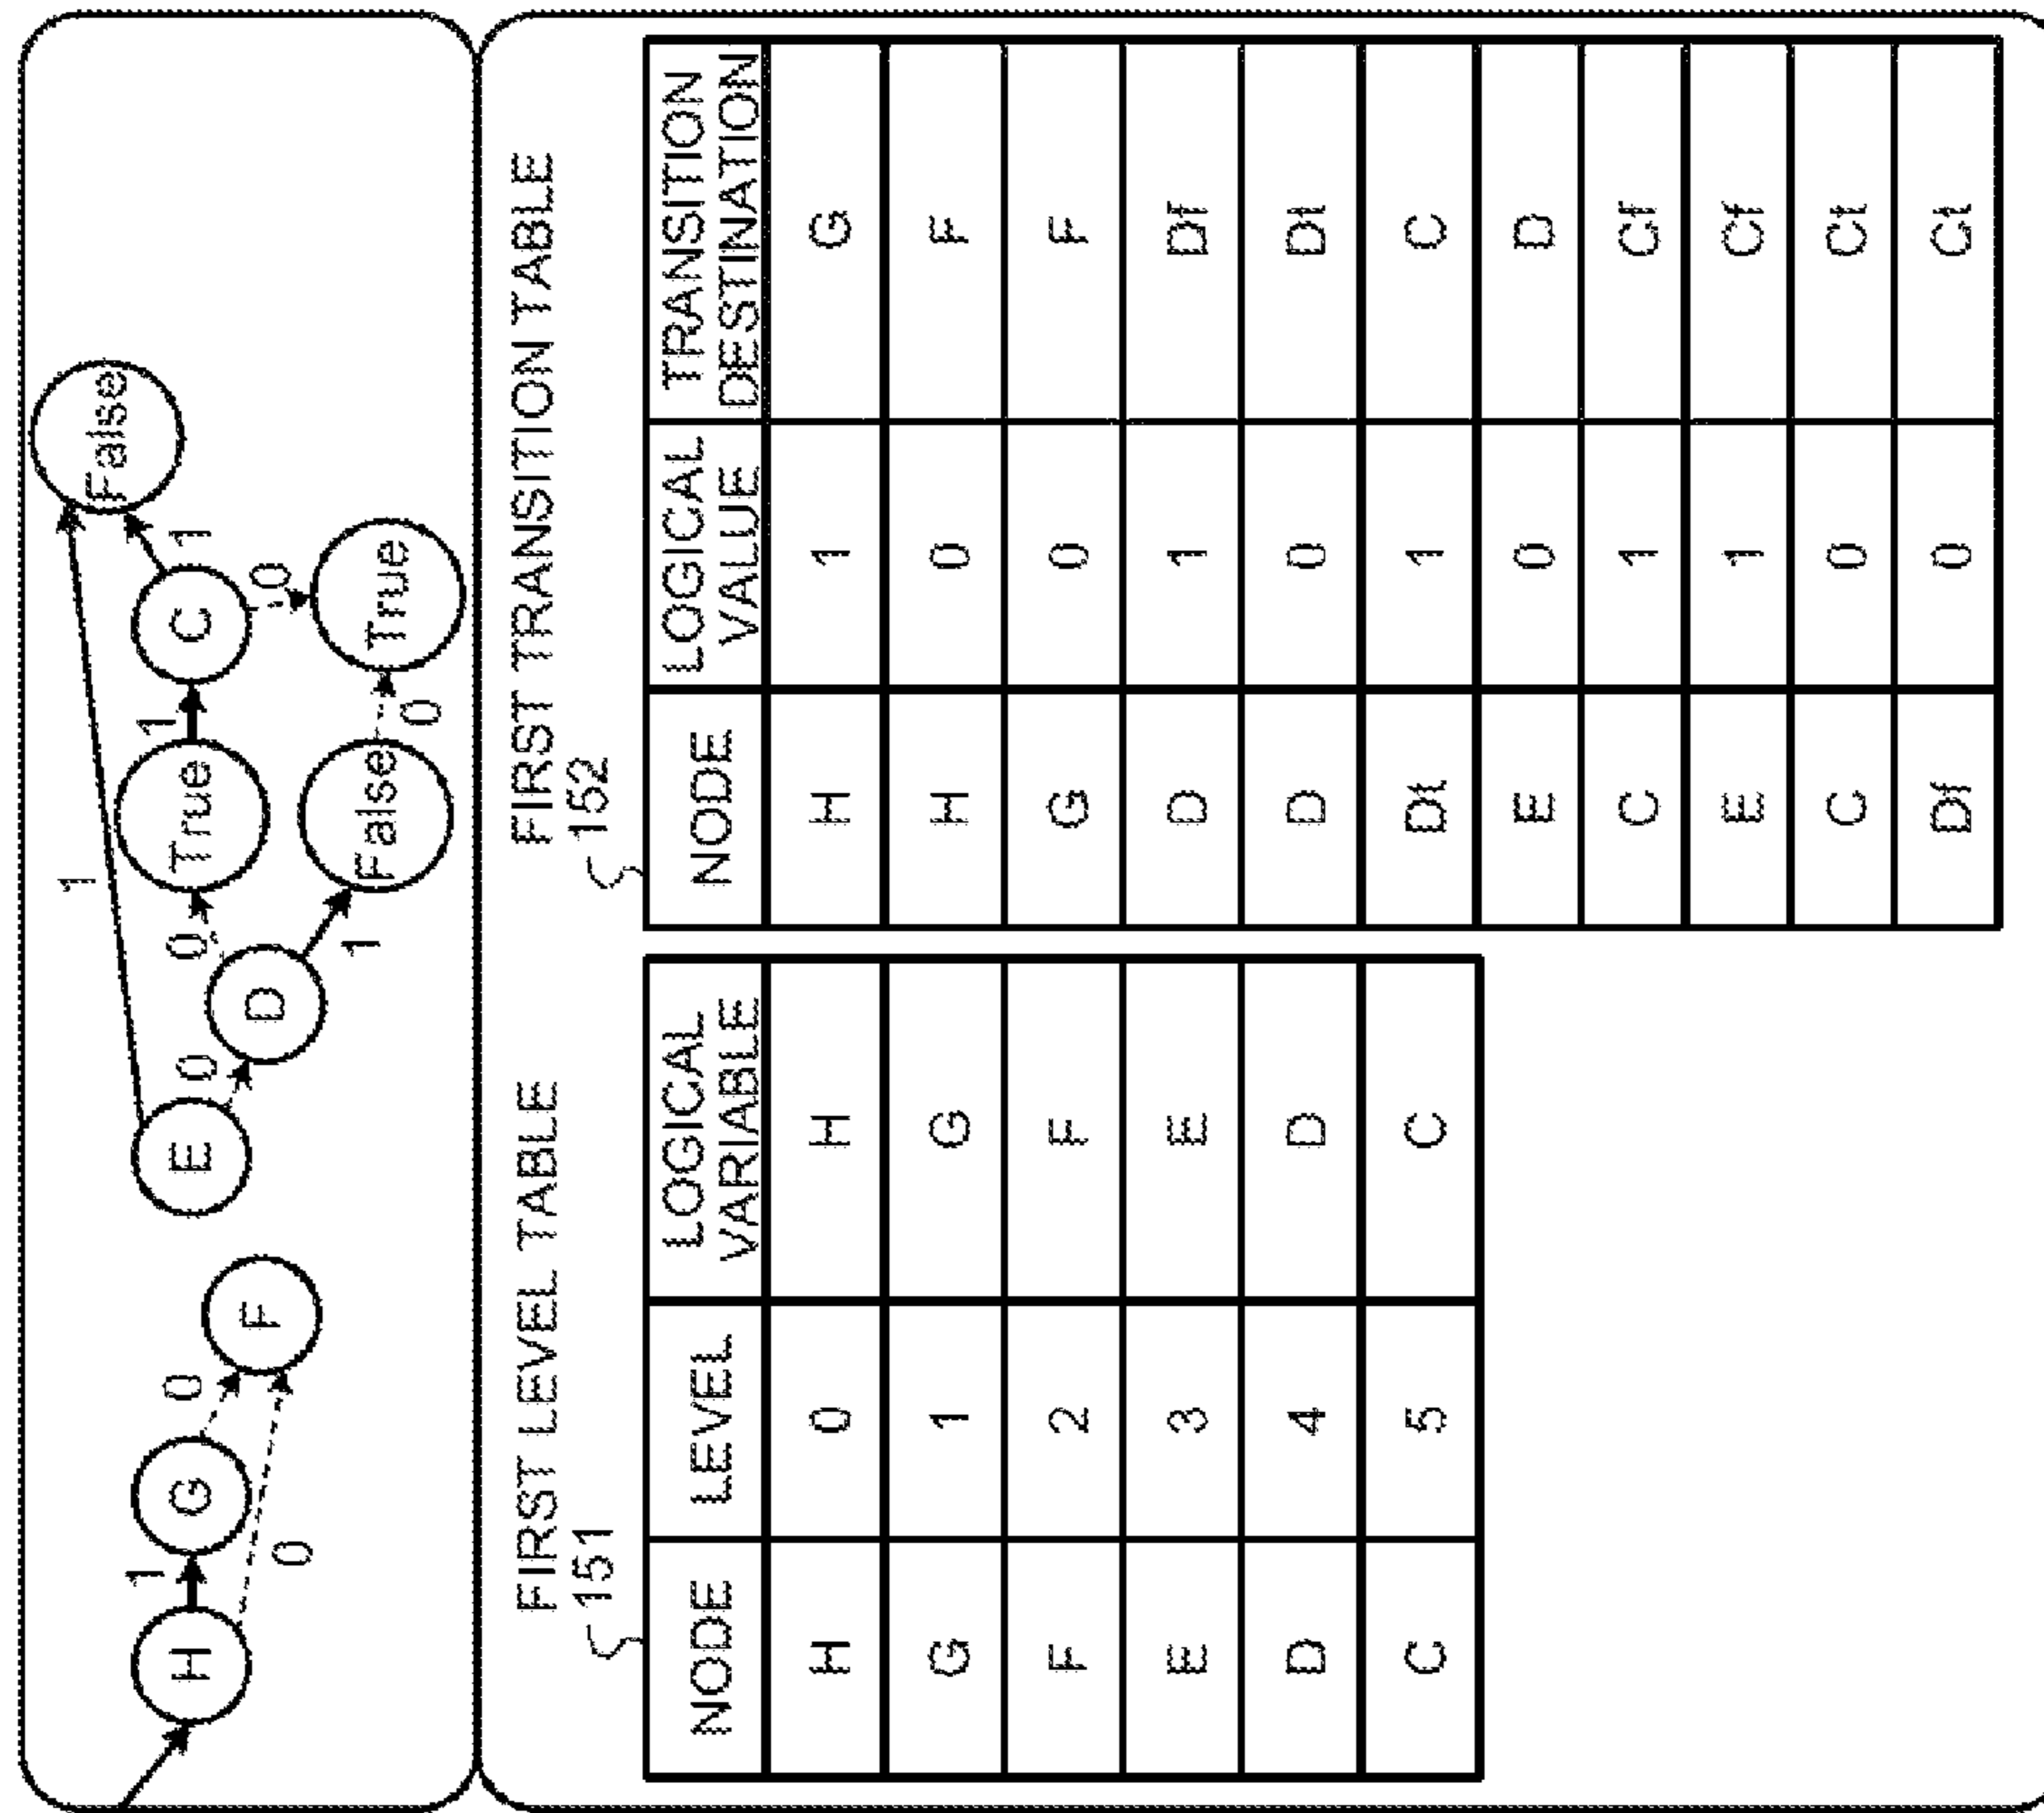 H
1
G
0
0
F
E
0
1
D
0
1
True
False
1
0
C
1
0
False
True
FIRST LEVEL TABLE
151
NODE LEVEL LOGICAL VARIABLE
H 0 H
G 1 G
F 2 F
E 3 E
D 4 D
C 5 C
FIRST TRANSITION TABLE
152
NODE LOGICAL VALUE TRANSITION DESTINATION
H 1 G
H 0 F
G 0 F
D 1 Df
D 0 Dt
Dt 1 C
E 0 D
C 1 Cf
E 1 Cf
C 0 Ct
Df 0 Ct